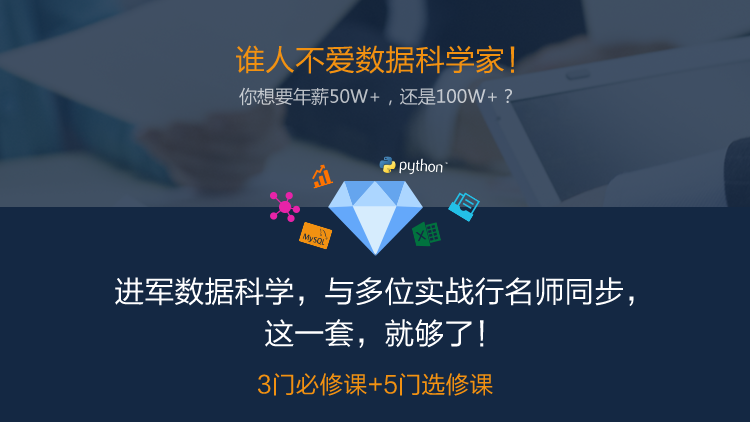 谁人不爱数据科学家！
你想要年薪50W+，还是100W+？
python
MySQL
进军数据科学，与多位实战行名师同步，
这一套，就够了！
3门必修课+5门选修课